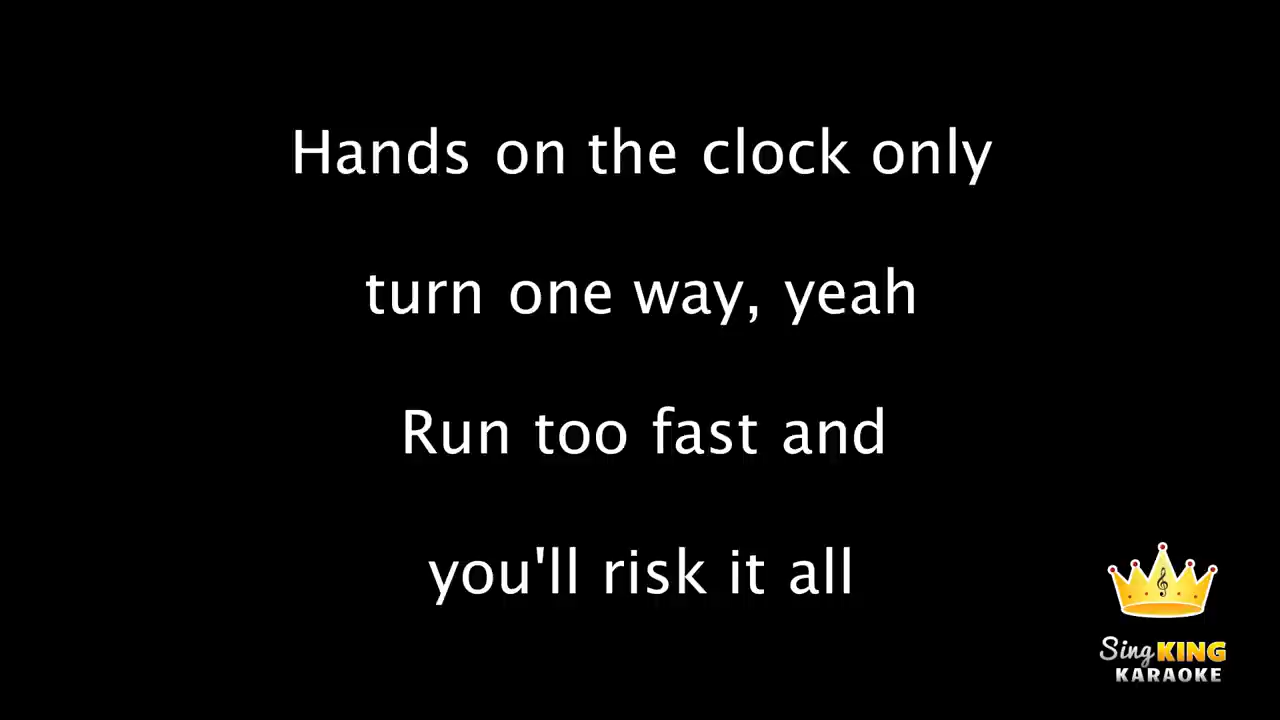 Hands on the clock only
turn one way, yeah
Run too fast and
you'll risk it all
Sing KING
KARAOKE